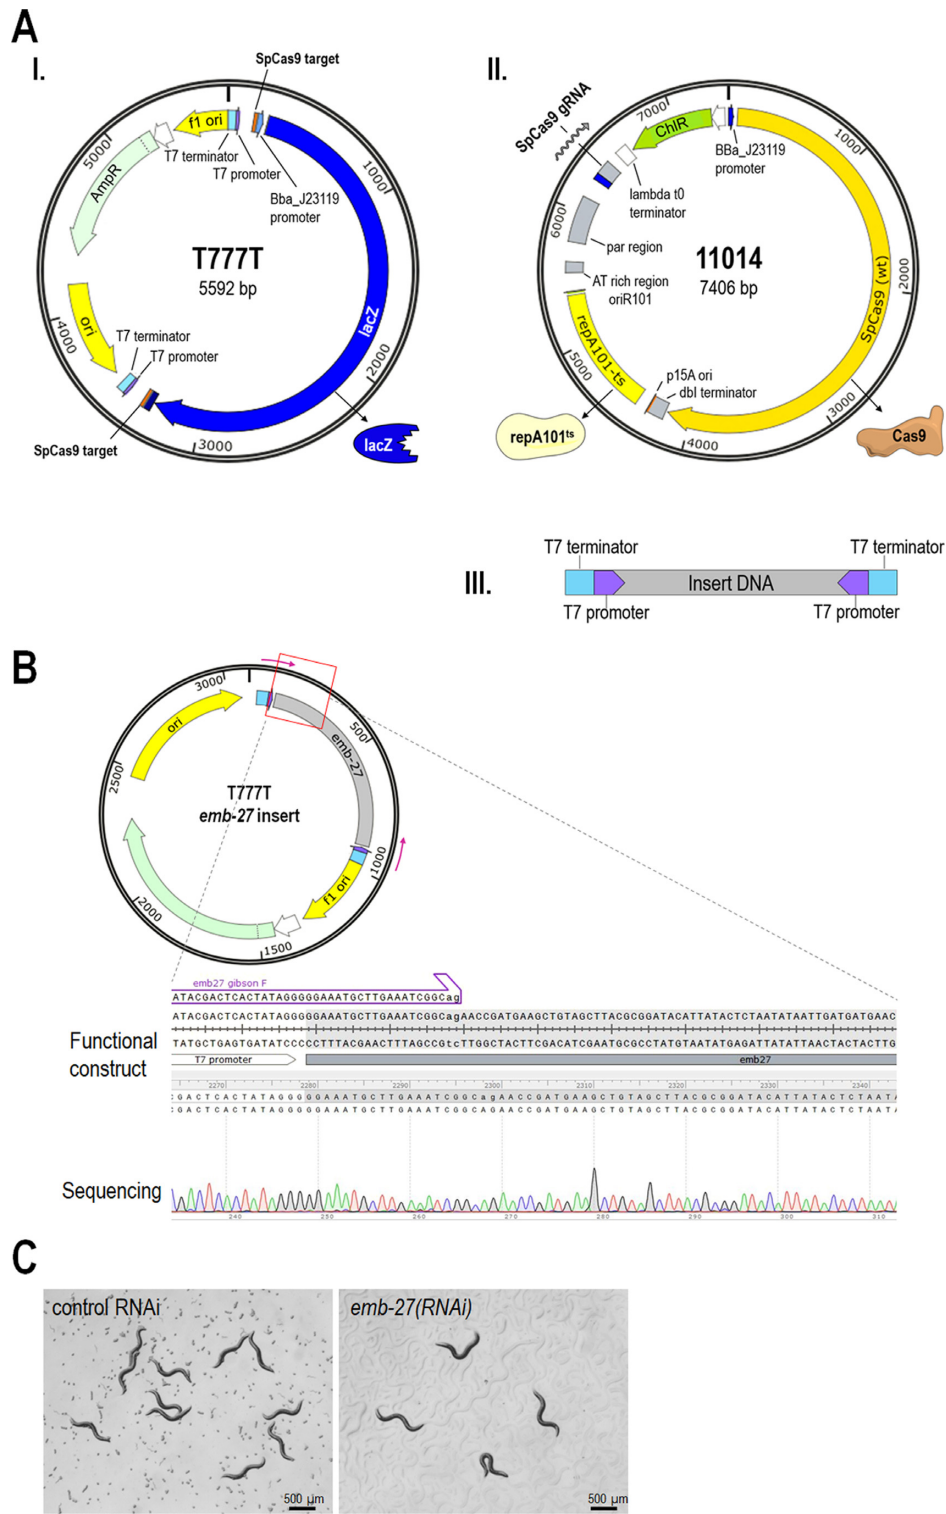 A
I.
SpCas9 target
f1 ori
T7 terminator
T7 promoter
Bba_J23119
promoter
AmpR
ori
T7 terminator
T7 promoter
SpCas9 target
T777T
5592 bp
lacZ
lacZ
1000
2000
3000
4000
5000
II.
SpCas9 gRNA
ChlR
BBa_J23119
promoter
lambda t0
terminator
par region
AT rich region
oriR101
repA101-ts
p15A ori
dbl terminator
11014
7406 bp
SpCas9 (wt)
repA101ts
Cas9
1000
2000
3000
4000
5000
6000
7000
III.
T7 terminator
T7 terminator
Insert DNA
T7 promoter
T7 promoter
B
3000
ori
500
emb-27
2500
T777T
emb-27 insert
1000
f1 ori
2000
1500
emb27 gibson F
ATACGACTCACTATAGGGGGAAATGCTTGAAATCGGCag
ATACGACTCACTATAGGGGGAAATGCTTGAAATCGGCagAACCGATGAAGCTGTAGCTTACGCGGATACATTATACTCTAATATAATTGATGATGAAC
TATGCTGAGTGATATCCCCCTTTACGAACTTTAGCCGtcTTGGCTACTTCGACATCGAATGCGCCTATGTAATATGAGATTATATTAACTACTACTTG
Functional
construct
T7 promoter
emb27
2270 2280 2290 2300 2310 2320 2330 2340
CGACTCACTATAGGGGGAAATGCTTGAAATCGGCagAACCGATGAAGCTGTAGCTTACGCGGATACATTATACTCTAATA
CGACTCACTATAGGGGGAAATGCTTGAAATCGGCAGAACCGATGAAGCTGTAGCTTACGCGGATACATTATACTCTAATA
Sequencing
240 250 260 270 280 290 300 310
C
control RNAi
emb-27(RNAi)
500 µm
500 µm